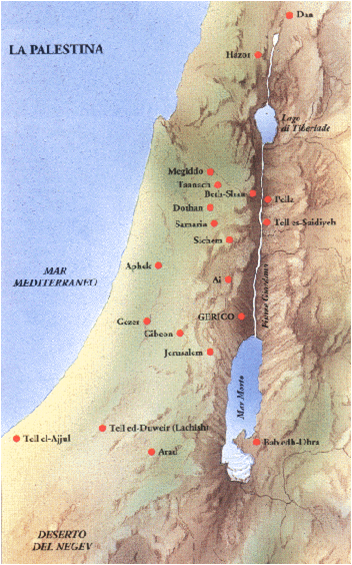 Dan
LA PALESTINA
Hazor
Lago
di Tiberiade
Megiddo
Taanach
Beth-Shan
Pella
Dothan
Samaria
Tell es-Saidiyeh
Sichem
Aphek
MAR
MEDITERRANEO
Ai
Fiume Giordano
GERICO
Gezer
Gibeon
Jerusalem
Mar Morto
Tell ed-Duweir (Lachish)
Tell el-Ajjul
Bab edh-Dhra
Arad
DESERTO
DEL NEGEV